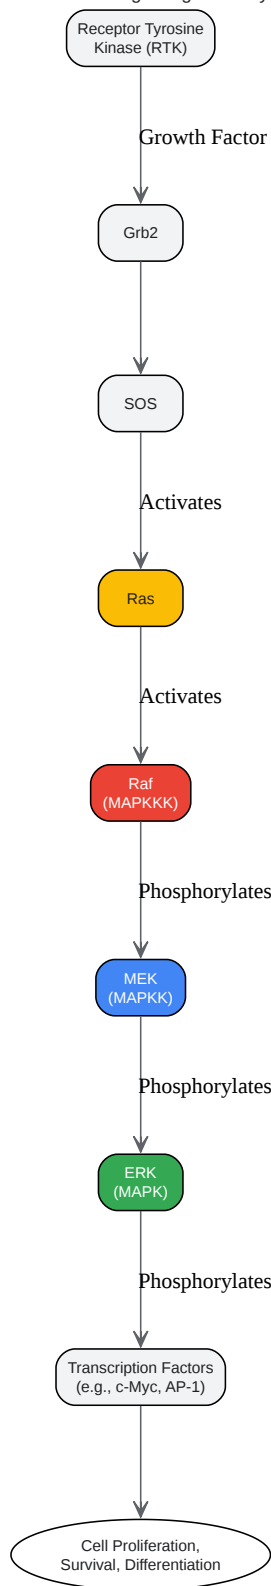 Receptor Tyrosine
Kinase (RTK)
Growth Factor
Grb2
SOS
Activates
Ras
Activates
Raf
(MAPKKK)
Phosphorylates
MEK
(MAPKK)
Phosphorylates
ERK
(MAPK)
Phosphorylates
Transcription Factors
(e.g., c-Myc, AP-1)
Cell Proliferation,
Survival, Differentiation